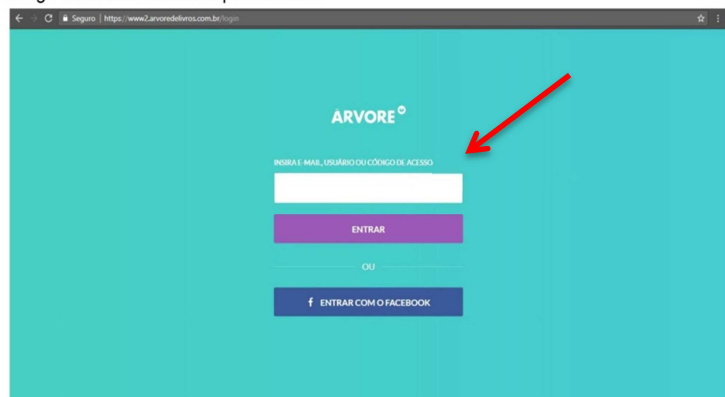 Seguro | https://www2.arvoredelivros.com.br/login
ÁRVORE
INSIRA E-MAIL, USUÁRIO OU CÓDIGO DE ACESSO
ENTRAR
OU
f ENTRAR COM O FACEBOOK